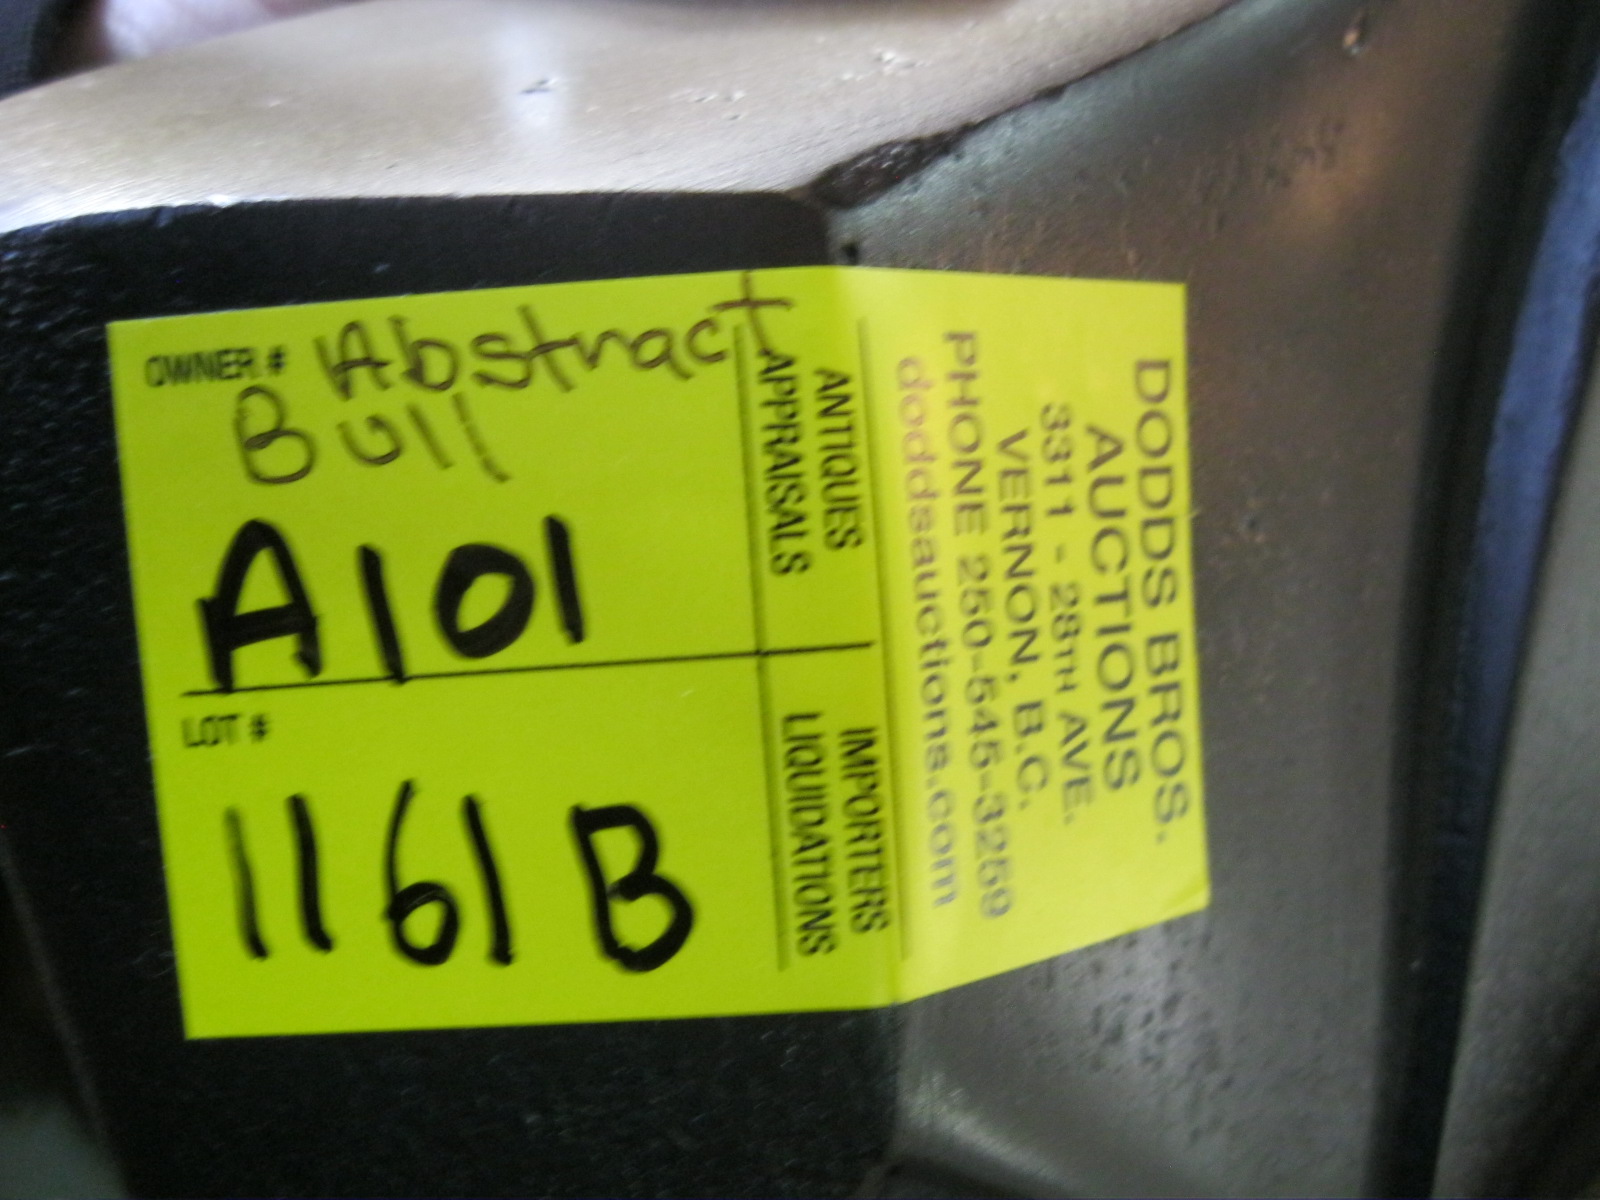 OWNER # Abstract
Bull
A101
LOT #
1161 B
ANTIQUES
APPRAISALS
IMPORTERS
LIQUIDATIONS
DODDS BROS.
AUCTIONS
3311 - 28TH AVE.
VERNON, B.C.
PHONE 250-545-3259
doddsauctions.com